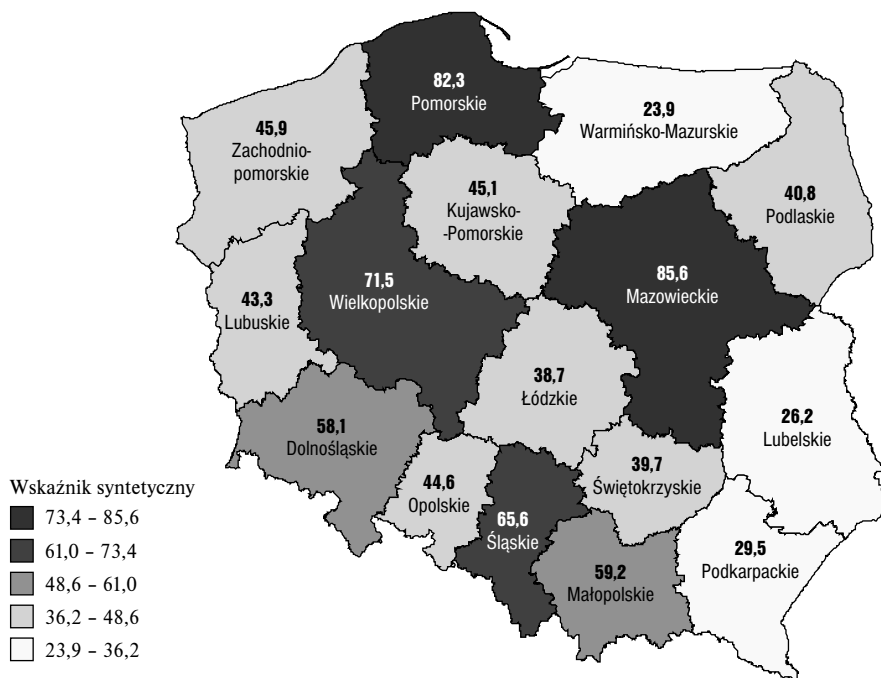 82,3
Pomorskie
23,9
Warmińsko-Mazurskie
45,9
Zachodnio-
pomorskie
45,1
Kujawsko-
-Pomorskie
40,8
Podlaskie
85,6
Mazowieckie
71,5
Wielkopolskie
43,3
Lubuskie
38,7
Łódzkie
26,2
Lubelskie
58,1
Dolnośląskie
39,7
Świętokrzyskie
44,6
Opolskie
65,6
Śląskie
29,5
Podkarpackie
59,2
Małopolskie
Wskaźnik syntetyczny
73,4 – 85,6
61,0 – 73,4
48,6 – 61,0
36,2 – 48,6
23,9 – 36,2